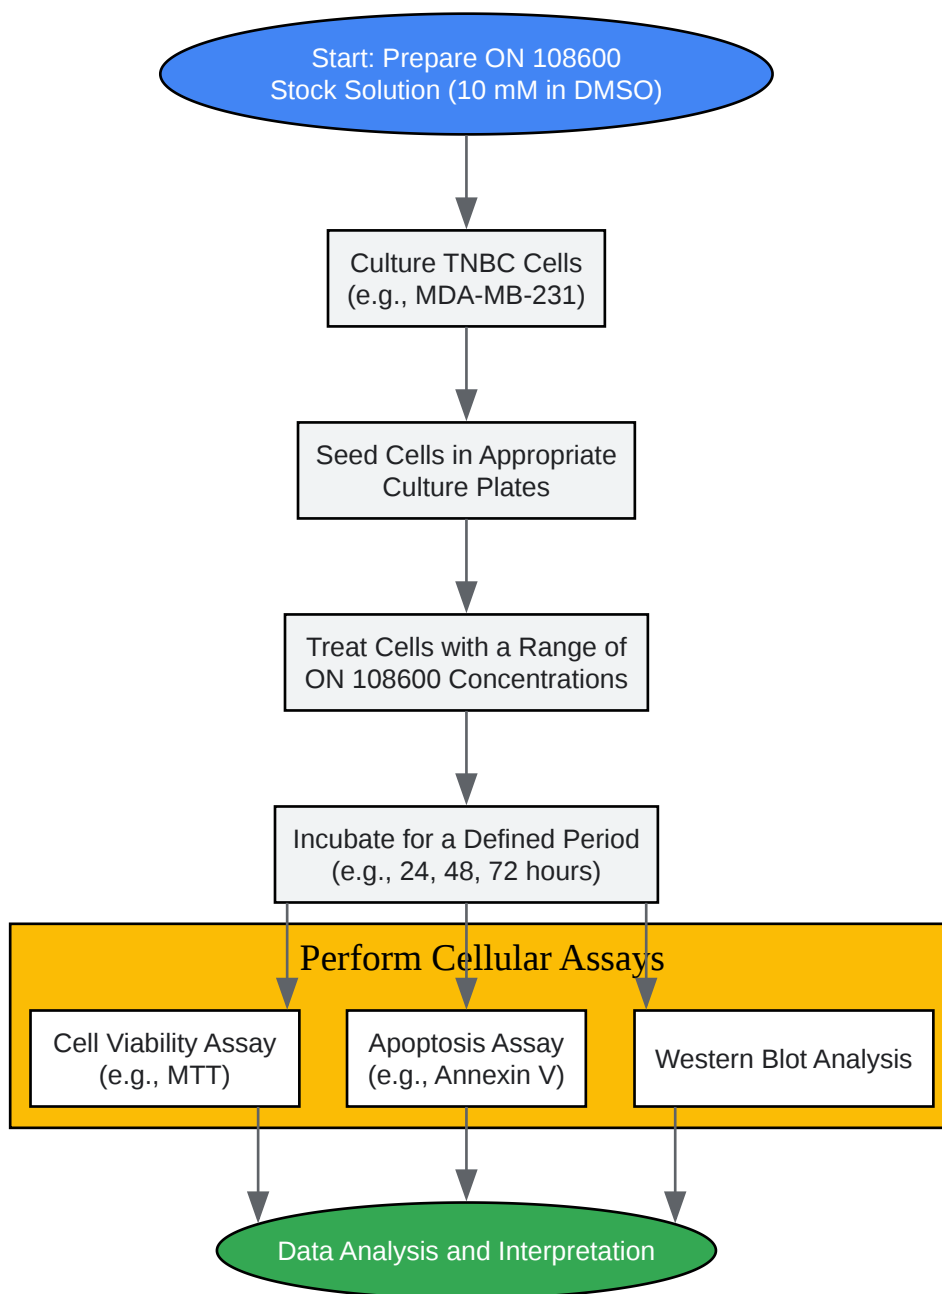 Start: Prepare ON 108600
Stock Solution (10 mM in DMSO)
Culture TNBC Cells
(e.g., MDA-MB-231)
Seed Cells in Appropriate
Culture Plates
Treat Cells with a Range of
ON 108600 Concentrations
Incubate for a Defined Period
(e.g., 24, 48, 72 hours)
Perform Cellular Assays
Cell Viability Assay
(e.g., MTT)
Apoptosis Assay
(e.g., Annexin V)
Western Blot Analysis
Data Analysis and Interpretation